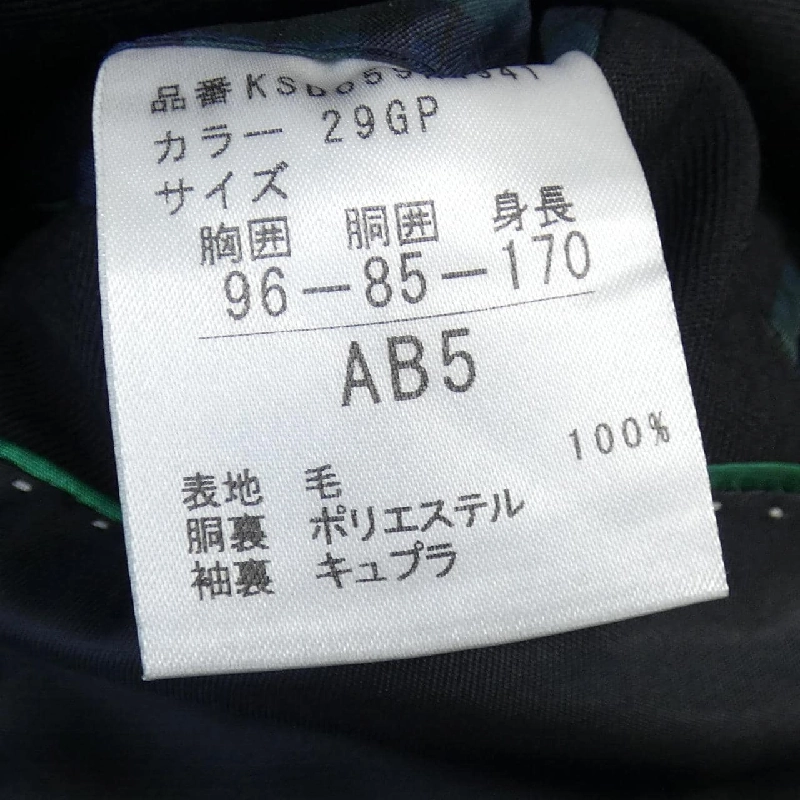 品番
カラー 29GP
サイズ
胸囲 胴囲 身長
96-85-170
AB5
表地 毛 100%
胴裏 ポリエステル
袖裏 キュプラ